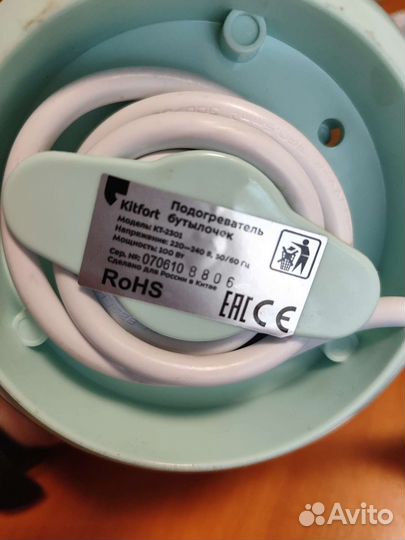 Kitfort
Подогреватель
бутылочек
Модель: КТ-2301
Напряжение: 220—240 В, 50/60 Гц
Мощность: 200 Вт
Сер. №: 070610 8806
Сделано для России в Китае
RoHS
EAC CE
Avito